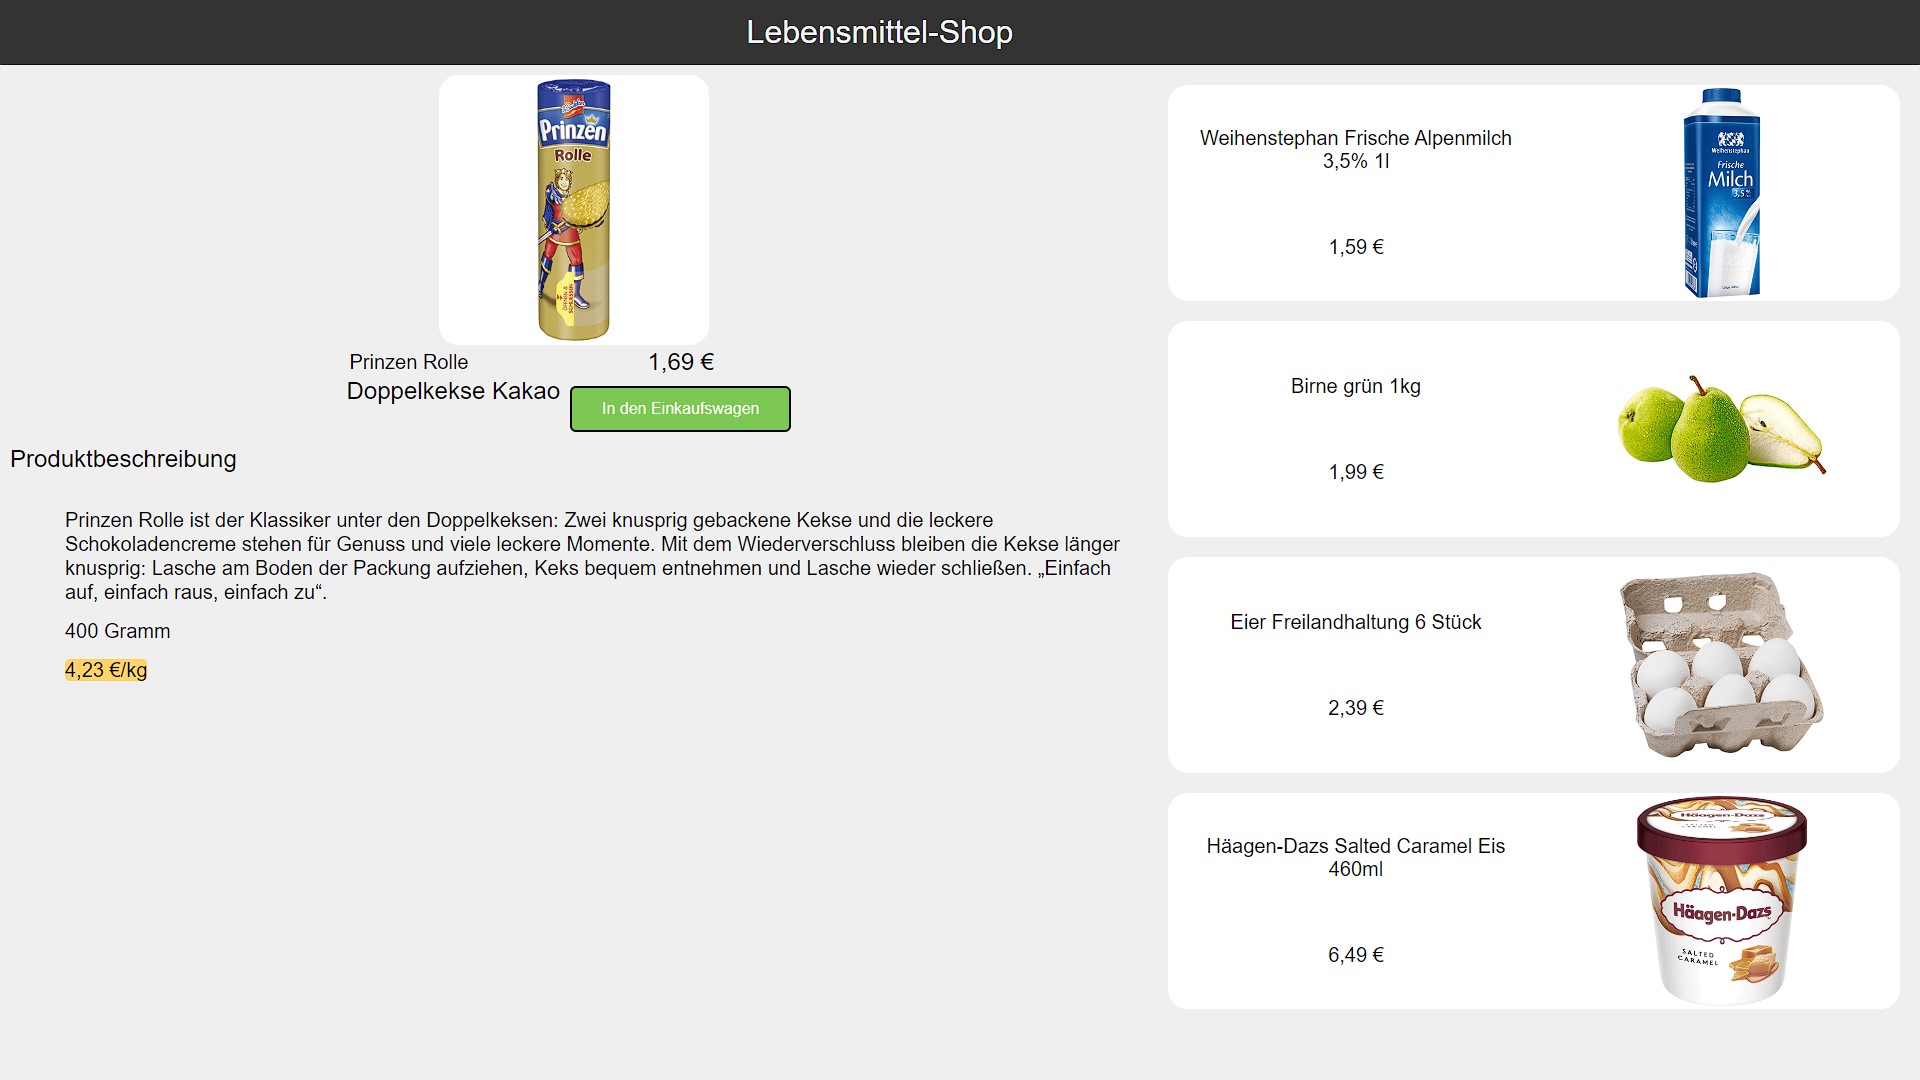 Lebensmittel-Shop
Prinzen
Rolle
Prinzen Rolle
1,69 €
Doppelkekse Kakao
In den Einkaufswagen
Produktbeschreibung
Prinzen Rolle ist der Klassiker unter den Doppelkeksen: Zwei knusprig gebackene Kekse und die leckere
Schokoladencreme stehen für Genuss und viele leckere Momente. Mit dem Wiederverschluss bleiben die Kekse länger
knusprig: Lasche am Boden der Packung aufziehen, Keks bequem entnehmen und Lasche wieder schließen. „Einfach
auf, einfach raus, einfach zu“.
400 Gramm
4,23 €/kg
Weihenstephan Frische Alpenmilch
3,5% 1l
1,59 €
Weihenstephan
Frische
Milch
3,5%
Birne grün 1kg
1,99 €
Eier Freilandhaltung 6 Stück
2,39 €
Häagen-Dazs Salted Caramel Eis
460ml
6,49 €
Häagen-Dazs
Häagen-Dazs
SALTED
CARAMEL